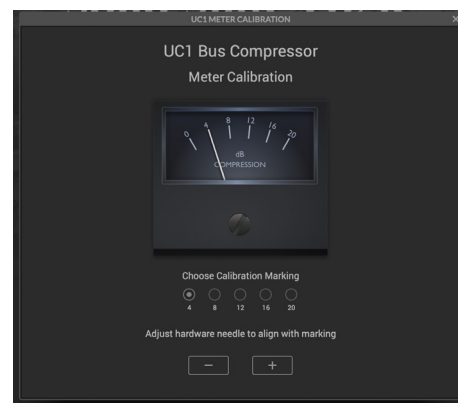 UC1 METER CALIBRATION
UC1 Bus Compressor
Meter Calibration
0 4 8 12 16 20
dB
COMPRESSION
Choose Calibration Marking
4 8 12 16 20
Adjust hardware needle to align with marking
− +